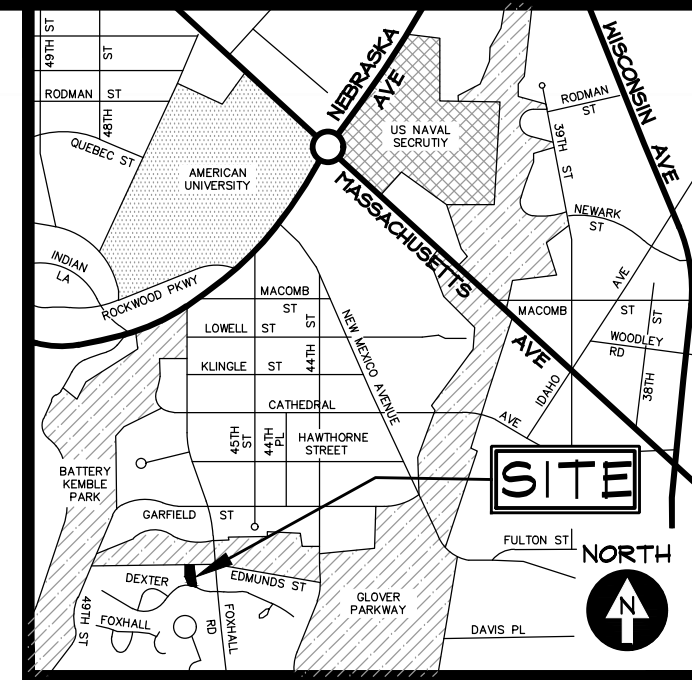 49TH ST
ST
RODMAN ST
48TH
QUEBEC ST
AMERICAN
UNIVERSITY
INDIAN
LA
ROCKWOOD PKWY
NEBRASKA
AVE
US NAVAL
SECRUTIY
MASSACHUSETTS
AVE
WISCONSIN AVE
RODMAN
ST
39TH ST
NEWARK
ST
AVE
IDAHO
MACOMB ST
WOODLEY
RD
ST
38TH
MACOMB
ST
LOWELL ST
ST
44TH
KLINGLE ST
NEW MEXICO AVENUE
CATHEDRAL
AVE
45TH
ST
44TH
PL
HAWTHORNE
STREET
BATTERY
KEMBLE
PARK
GARFIELD ST
SITE
FULTON ST
NORTH
N
DEXTER
EDMUNDS ST
49TH ST
FOXHALL
RD
FOXHALL
GLOVER
PARKWAY
DAVIS PL